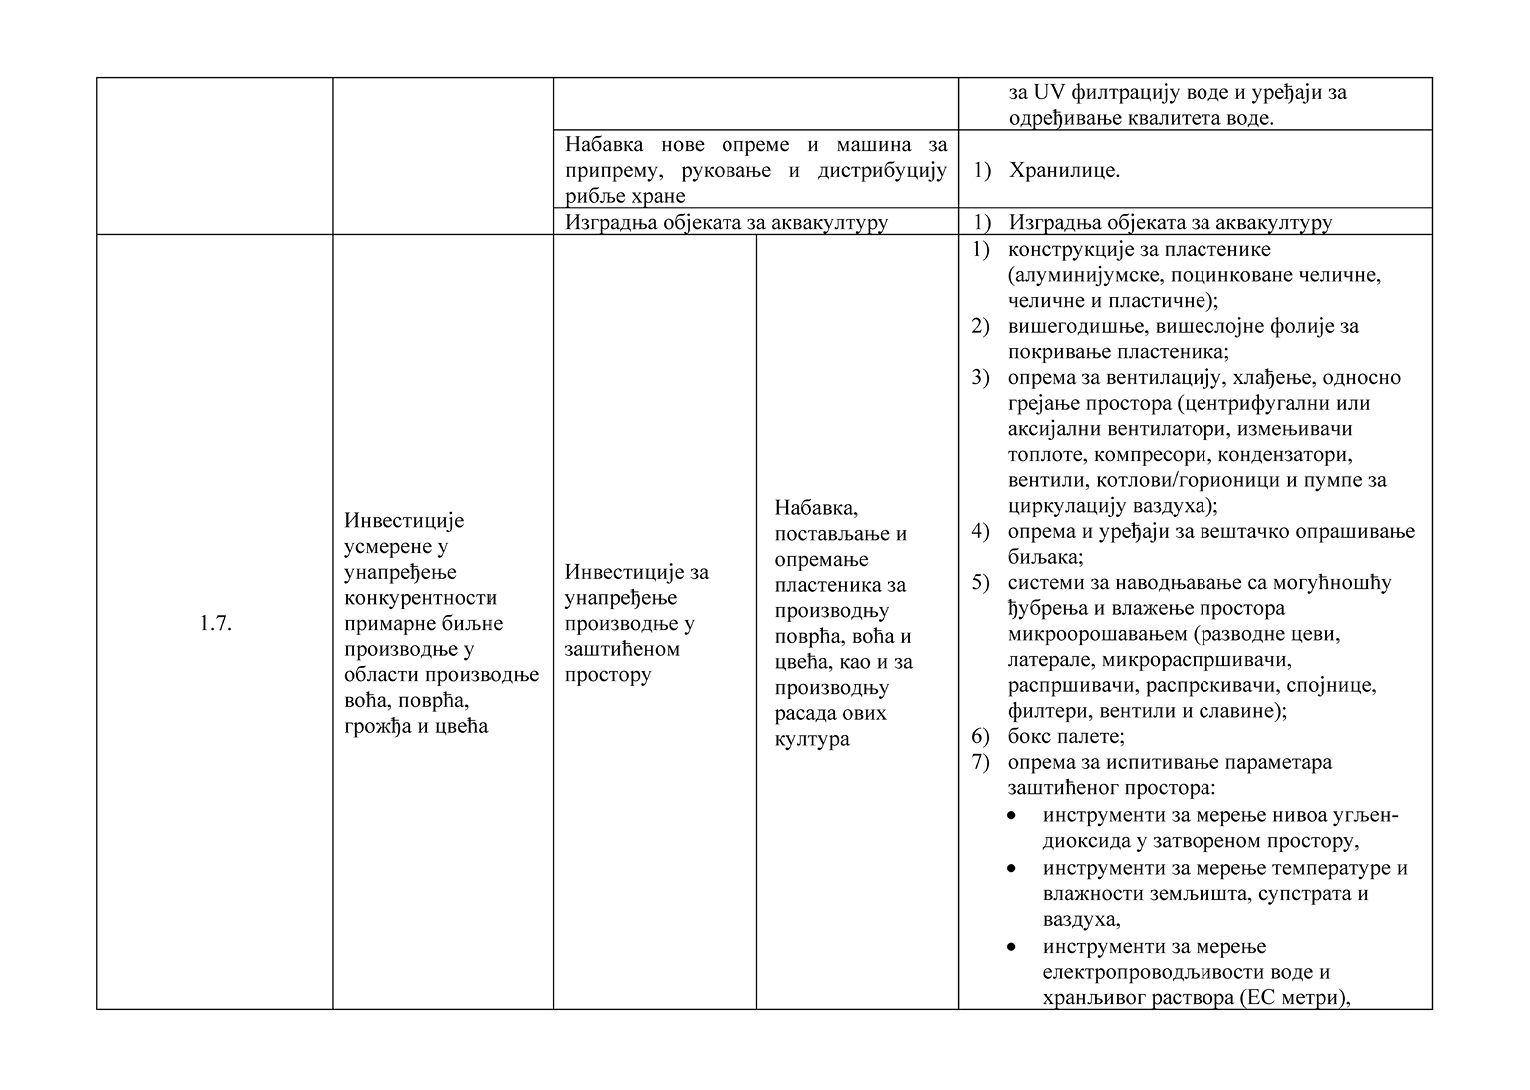 за UV филтрацију воде и уређаји за
одређивање квалитета воде.
Набавка нове опреме и машина за
припрему, руковање и дистрибуцију
рибље хране
1) Хранилице.
Изградња објеката за аквакултуру
1) Изградња објеката за аквакултуру
1.7.
Инвестиције
усмерене у
унапређење
конкурентности
примарне биљне
производње у
области производње
воћа, поврћа,
грожђа и цвећа
Инвестиције за
унапређење
производње у
заштићеном
простору
Набавка,
постављање и
опремање
пластеника за
производњу
поврћа, воћа и
цвећа, као и за
производњу
расада ових
култура
1) конструкције за пластенике
(алуминијумске, поцинковане челичне,
челичне и пластичне);
2) вишегодишње, вишеслојне фолије за
покривање пластеника;
3) опрема за вентилацију, хлађење, односно
грејање простора (центрифугални или
аксијални вентилатори, измењивачи
топлоте, компресори, кондензатори,
вентили, котлови/горионици и пумпе за
циркулацију ваздуха);
4) опрема и уређаји за вештачко опрашивање
биљака;
5) системи за наводњавање са могућношћу
ђубрења и влажење простора
микроорошавањем (разводне цеви,
латерале, микрораспршивачи,
распршивачи, распрскивачи, спојнице,
филтери, вентили и славине);
6) бокс палете;
7) опрема за испитивање параметара
заштићеног простора:
• инструменти за мерење нивоа угљен-
диоксида у затвореном простору,
• инструменти за мерење температуре и
влажности земљишта, супстрата и
ваздуха,
• инструменти за мерење
електропроводљивости воде и
хранљивог раствора (ЕС метри),